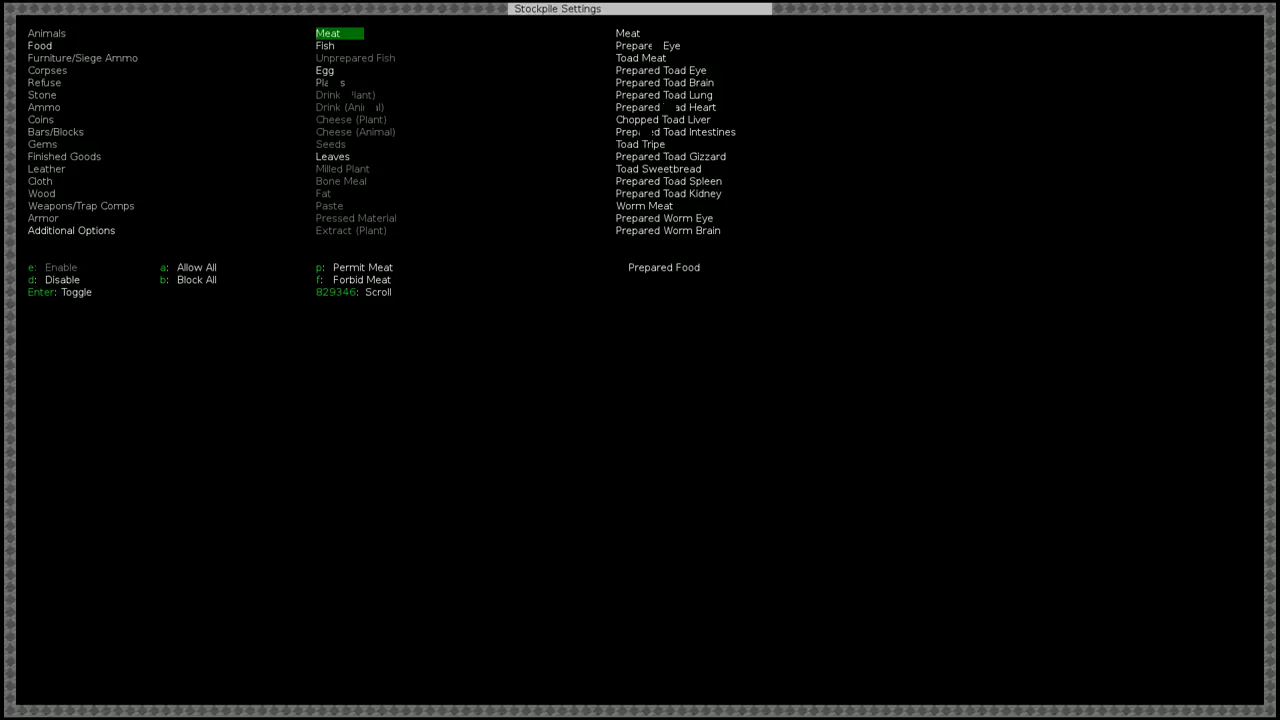 Stockpile Settings
Animals
Food
Furniture/Siege Ammo
Corpses
Refuse
Stone
Ammo
Coins
Bars/Blocks
Gems
Finished Goods
Leather
Cloth
Wood
Weapons/Trap Comps
Armor
Additional Options
Meat
Fish
Unprepared Fish
Egg
Drink
Drink
Cheese (Plant)
Cheese (Animal)
Seeds
Leaves
Milled Plant
Bone Meal
Fat
Paste
Pressed Material
Extract (Plant)
Meat
Eye
Toad Meat
Prepared Toad Eye
Prepared Toad Brain
Prepared Toad Lung
Prepared Heart
Chopped Toad Liver
Toad Intestines
Toad Tripe
Prepared Toad Gizzard
Toad Sweetbread
Prepared Toad Spleen
Prepared Toad Kidney
Worm Meat
Prepared Worm Eye
Prepared Worm Brain
e: Enable
d: Disable
Enter: Toggle
a: Allow All
b: Block All
p: Permit Meat
f: Forbid Meat
829346: Scroll
Prepared Food